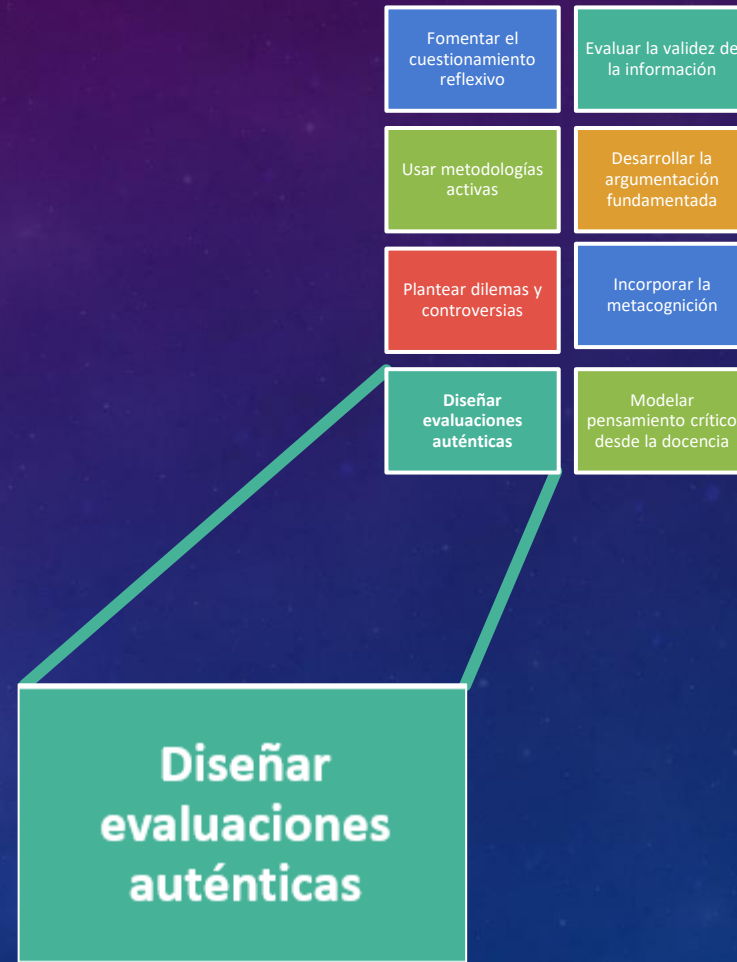 Fomentar el
cuestionamiento
reflexivo
Evaluar la validez de
la información
Usar metodologías
activas
Desarrollar la
argumentación
fundamentada
Plantear dilemas y
controversias
Incorporar la
metacognición
Diseñar
evaluaciones
auténticas
Modelar
pensamiento crítico
desde la docencia
Diseñar
evaluaciones
auténticas